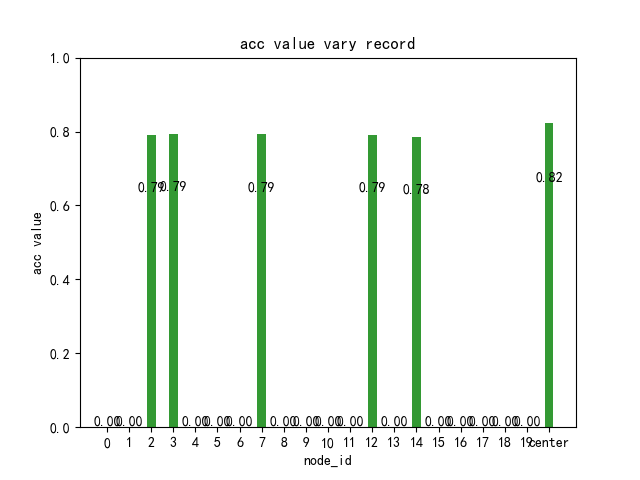 acc value vary record
1.0
0.8
0.6
0.4
0.2
0.0
acc value
0.00 0.00 0.79 0.79 0.00 0.00 0.00 0.79 0.00 0.00 0.00 0.00 0.79 0.00 0.78 0.00 0.00 0.00 0.00 0.00 0.82
0 1 2 3 4 5 6 7 8 9 10 11 12 13 14 15 16 17 18 19 center
node_id